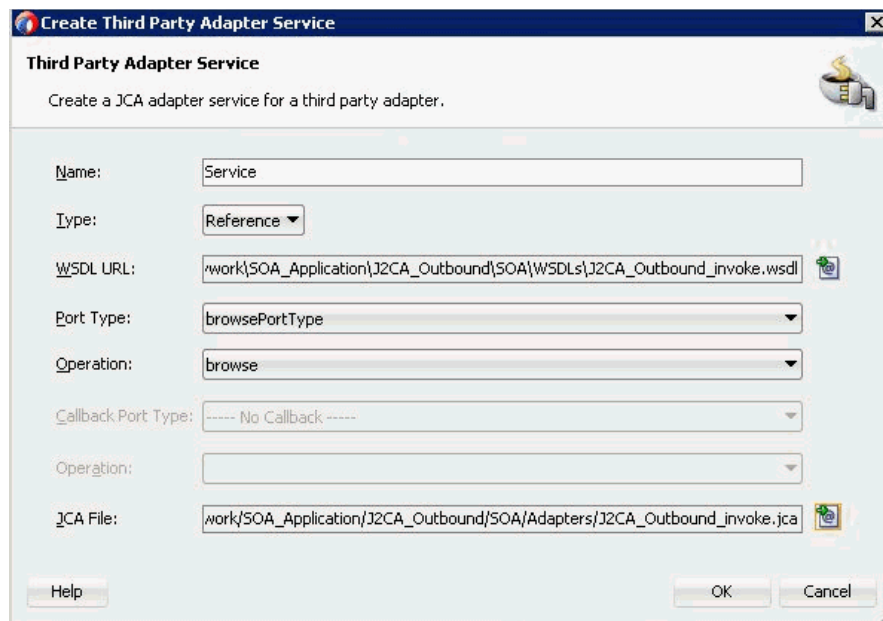 Create Third Party Adapter Service
Third Party Adapter Service
Create a JCA adapter service for a third party adapter.
Name: Service
Type: Reference
WSDL URL: work\SOA_Application\J2CA_Outbound\SOA\WSDLs\J2CA_Outbound_invoke.wsdl
Port Type: browsePortType
Operation: browse
Callback Port Type: ----- No Callback -----
Operation:
JCA File: work/SOA_Application/J2CA_Outbound/SOA/Adapters/J2CA_Outbound_invoke.jca
Help OK Cancel